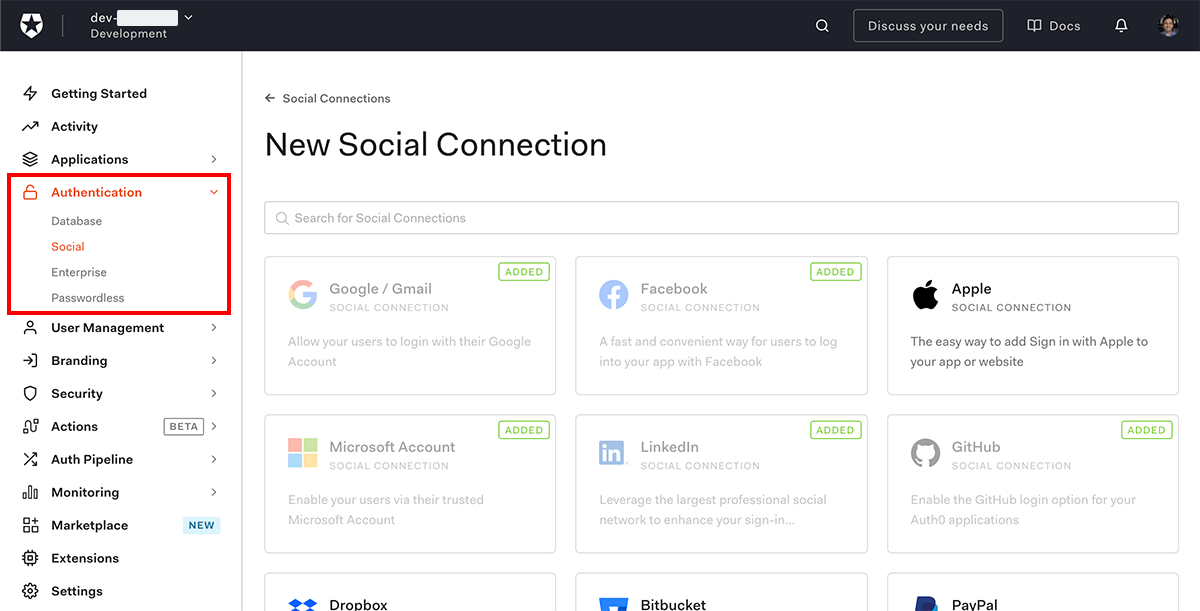 dev-
Development
Discuss your needs
Docs
Getting Started
Activity
Applications
Authentication
Database
Social
Enterprise
Passwordless
User Management
Branding
Security
Actions
BETA
Auth Pipeline
Monitoring
Marketplace
NEW
Extensions
Settings
Social Connections
New Social Connection
Search for Social Connections
ADDED
Google / Gmail
SOCIAL CONNECTION
Allow your users to login with their Google
Account
ADDED
Facebook
SOCIAL CONNECTION
A fast and convenient way for users to log
into your app with Facebook
Apple
SOCIAL CONNECTION
The easy way to add Sign in with Apple to
your app or website
ADDED
Microsoft Account
SOCIAL CONNECTION
Enable your users via their trusted
Microsoft Account
ADDED
LinkedIn
SOCIAL CONNECTION
Leverage the largest professional social
network to enhance your sign-in...
ADDED
GitHub
SOCIAL CONNECTION
Enable the GitHub login option for your
Auth0 applications
Dropbox
Bitbucket
PayPal